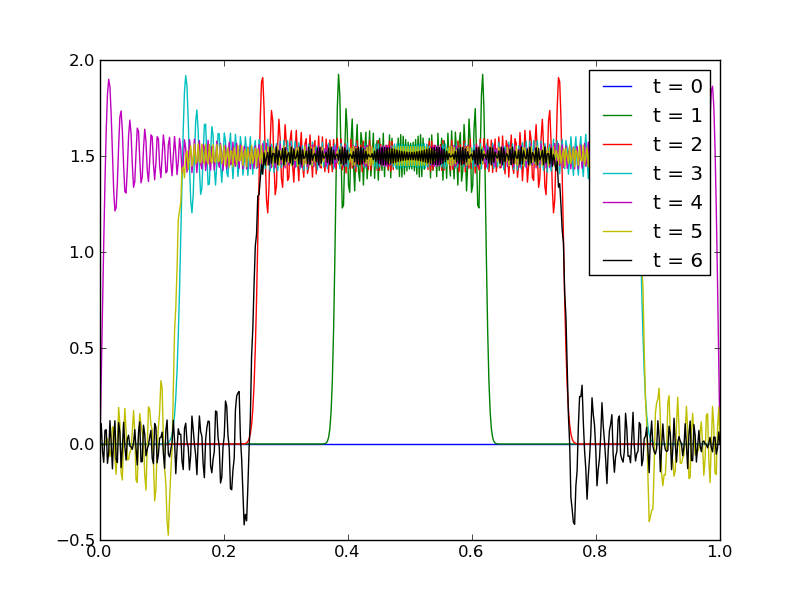 2.0
1.5
1.0
0.5
0.0
−0.5
0.0
0.2
0.4
0.6
0.8
1.0
t = 0
t = 1
t = 2
t = 3
t = 4
t = 5
t = 6